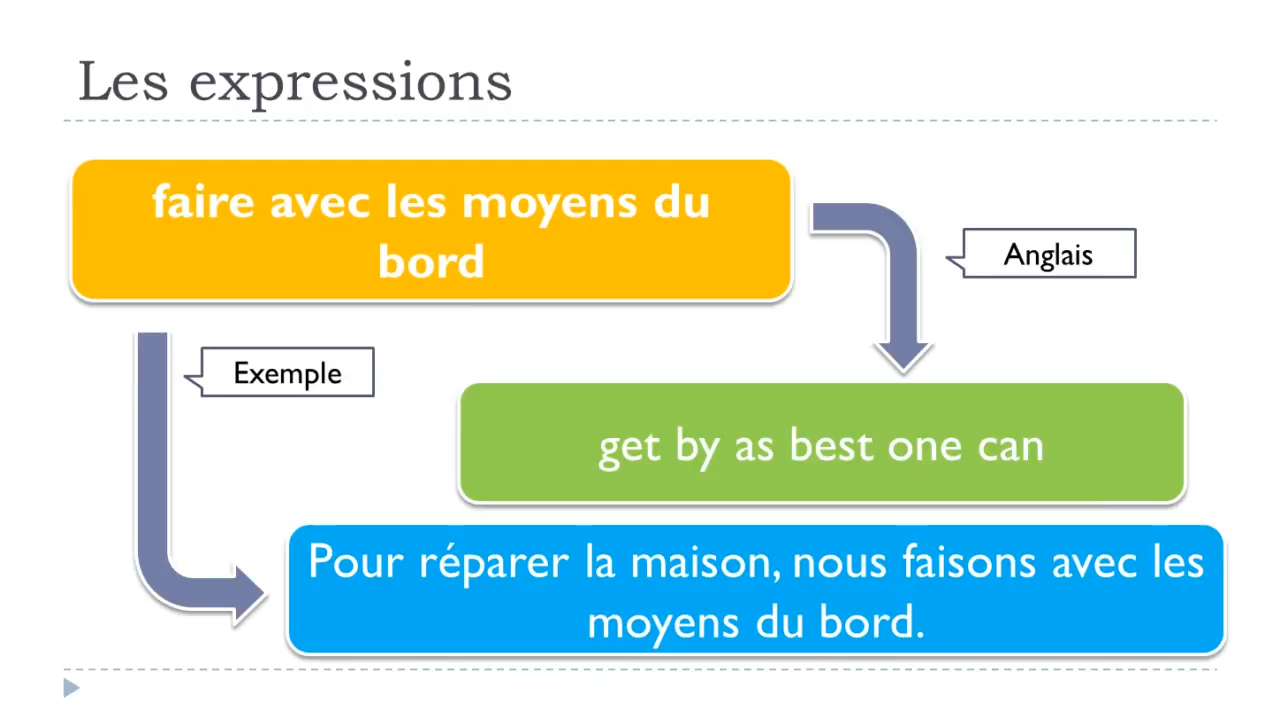 Les expressions
faire avec les moyens du
bord
Anglais
Exemple
get by as best one can
Pour réparer la maison, nous faisons avec les
moyens du bord.